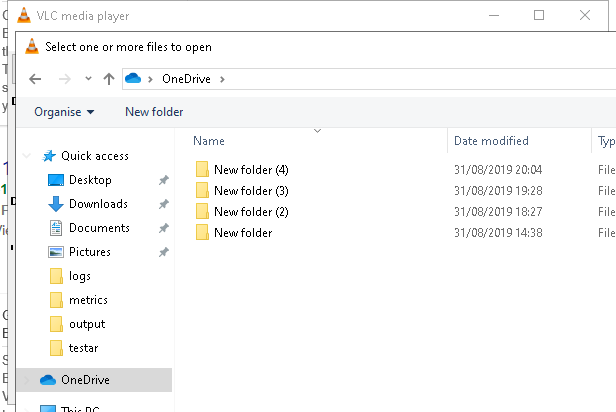 VLC media player
Select one or more files to open
OneDrive
Organise New folder
Name Date modified Typ
Quick access
Desktop
Downloads
Documents
Pictures
logs
metrics
output
testar
OneDrive
This PC
New folder (4) 31/08/2019 20:04 File
New folder (3) 31/08/2019 19:28 File
New folder (2) 31/08/2019 18:27 File
New folder 31/08/2019 14:38 File